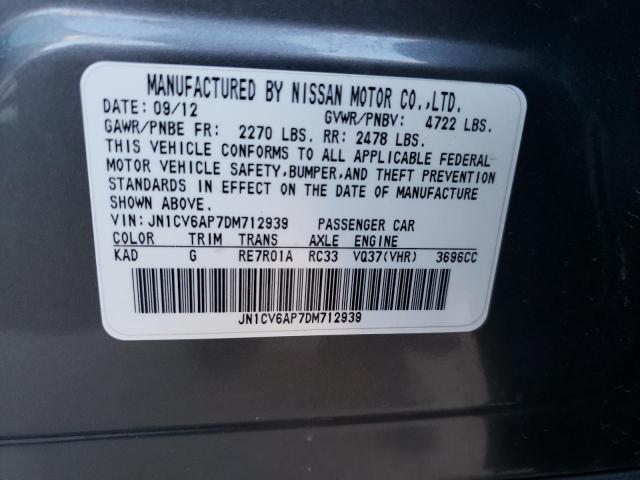 MANUFACTURED BY NISSAN MOTOR CO.,LTD.
DATE: 09/12 GVWR/PNBV: 4722 LBS.
GAWR/PNBE FR: 2270 LBS. RR: 2478 LBS.
THIS VEHICLE CONFORMS TO ALL APPLICABLE FEDERAL
MOTOR VEHICLE SAFETY,BUMPER,AND THEFT PREVENTION
STANDARDS IN EFFECT ON THE DATE OF MANUFACTURE
SHOWN ABOVE.
VIN: JN1CV6AP7DM712939 PASSENGER CAR
COLOR TRIM TRANS AXLE ENGINE
KAD G RE7R01A RC33 VQ37(VHR) 3696CC
JN1CV6AP7DM712939